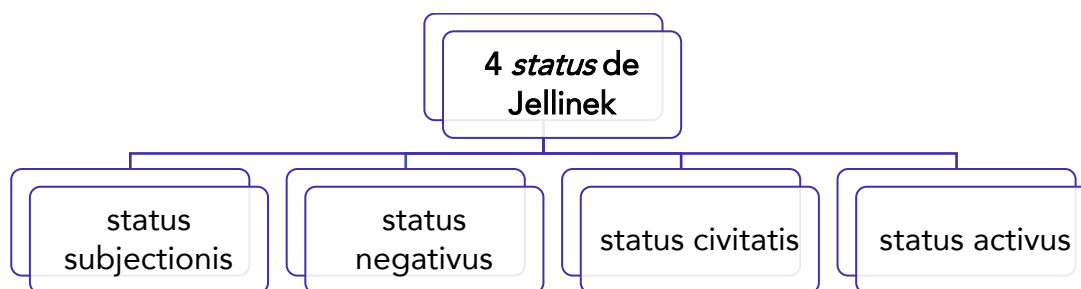 4 status de
Jellinek
status
subjectionis
status
negativus
status civitatis
status activus